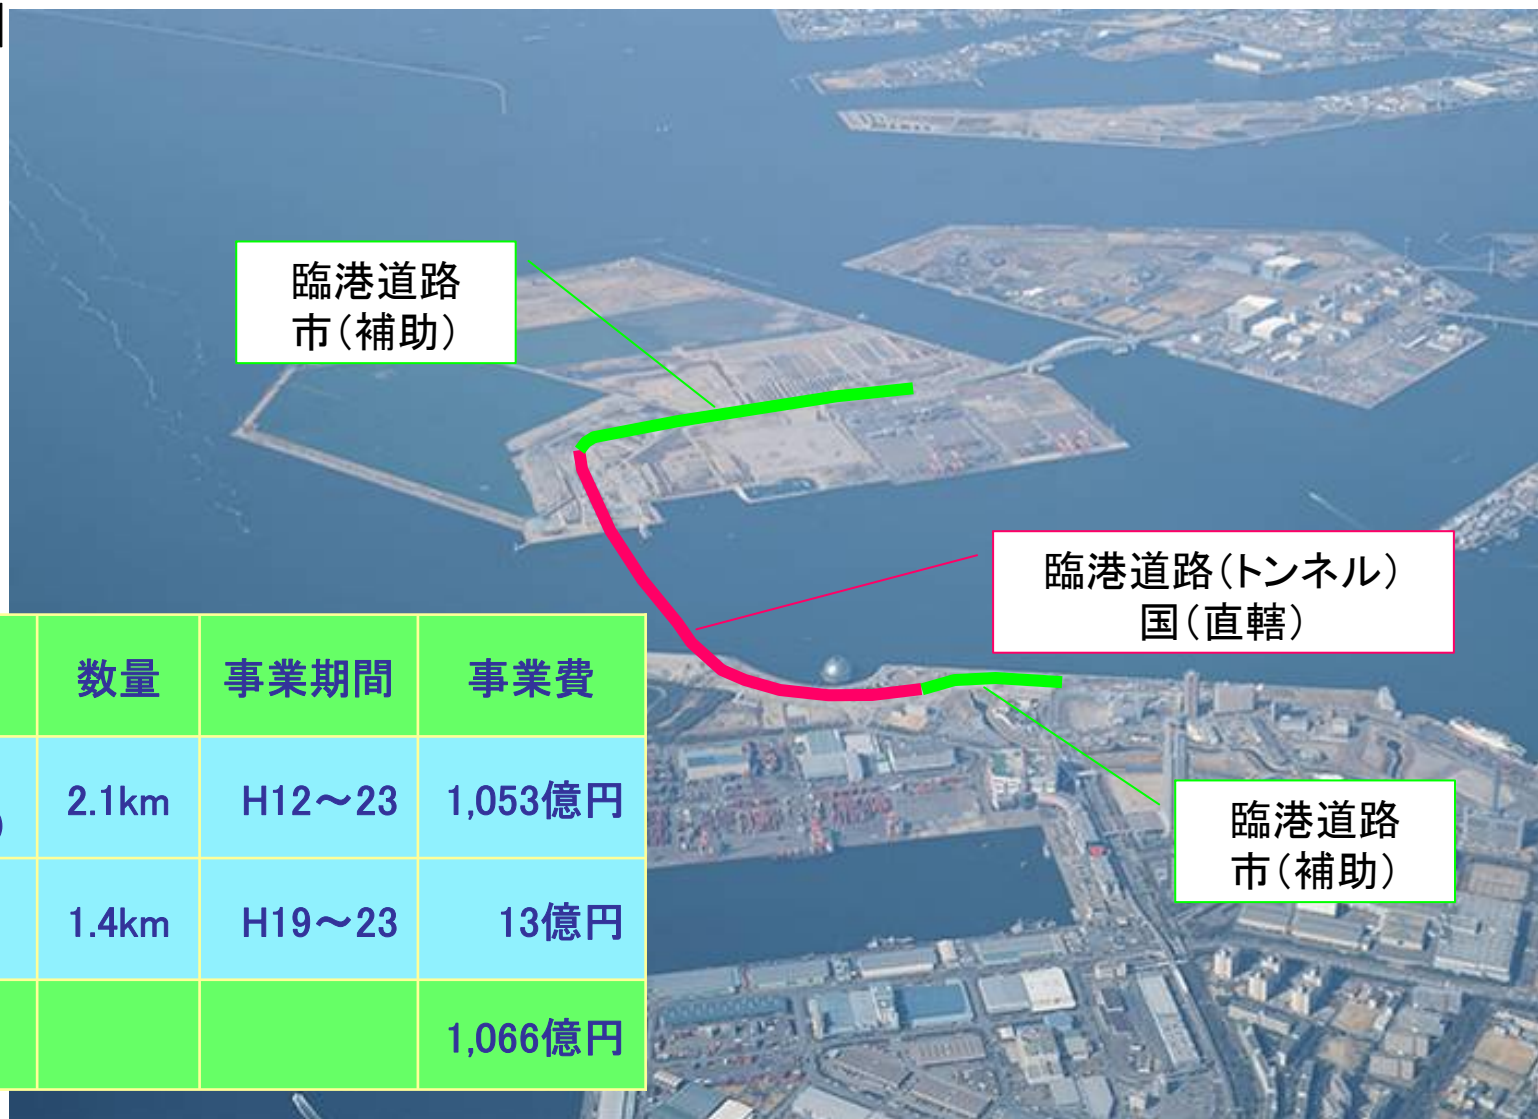 臨港道路
市(補助)
臨港道路(トンネル)
国(直轄)
臨港道路
市(補助)
数量 事業期間 事業費
) 2.1km H12～23 1,053億円
1.4km H19～23 13億円
1,066億円